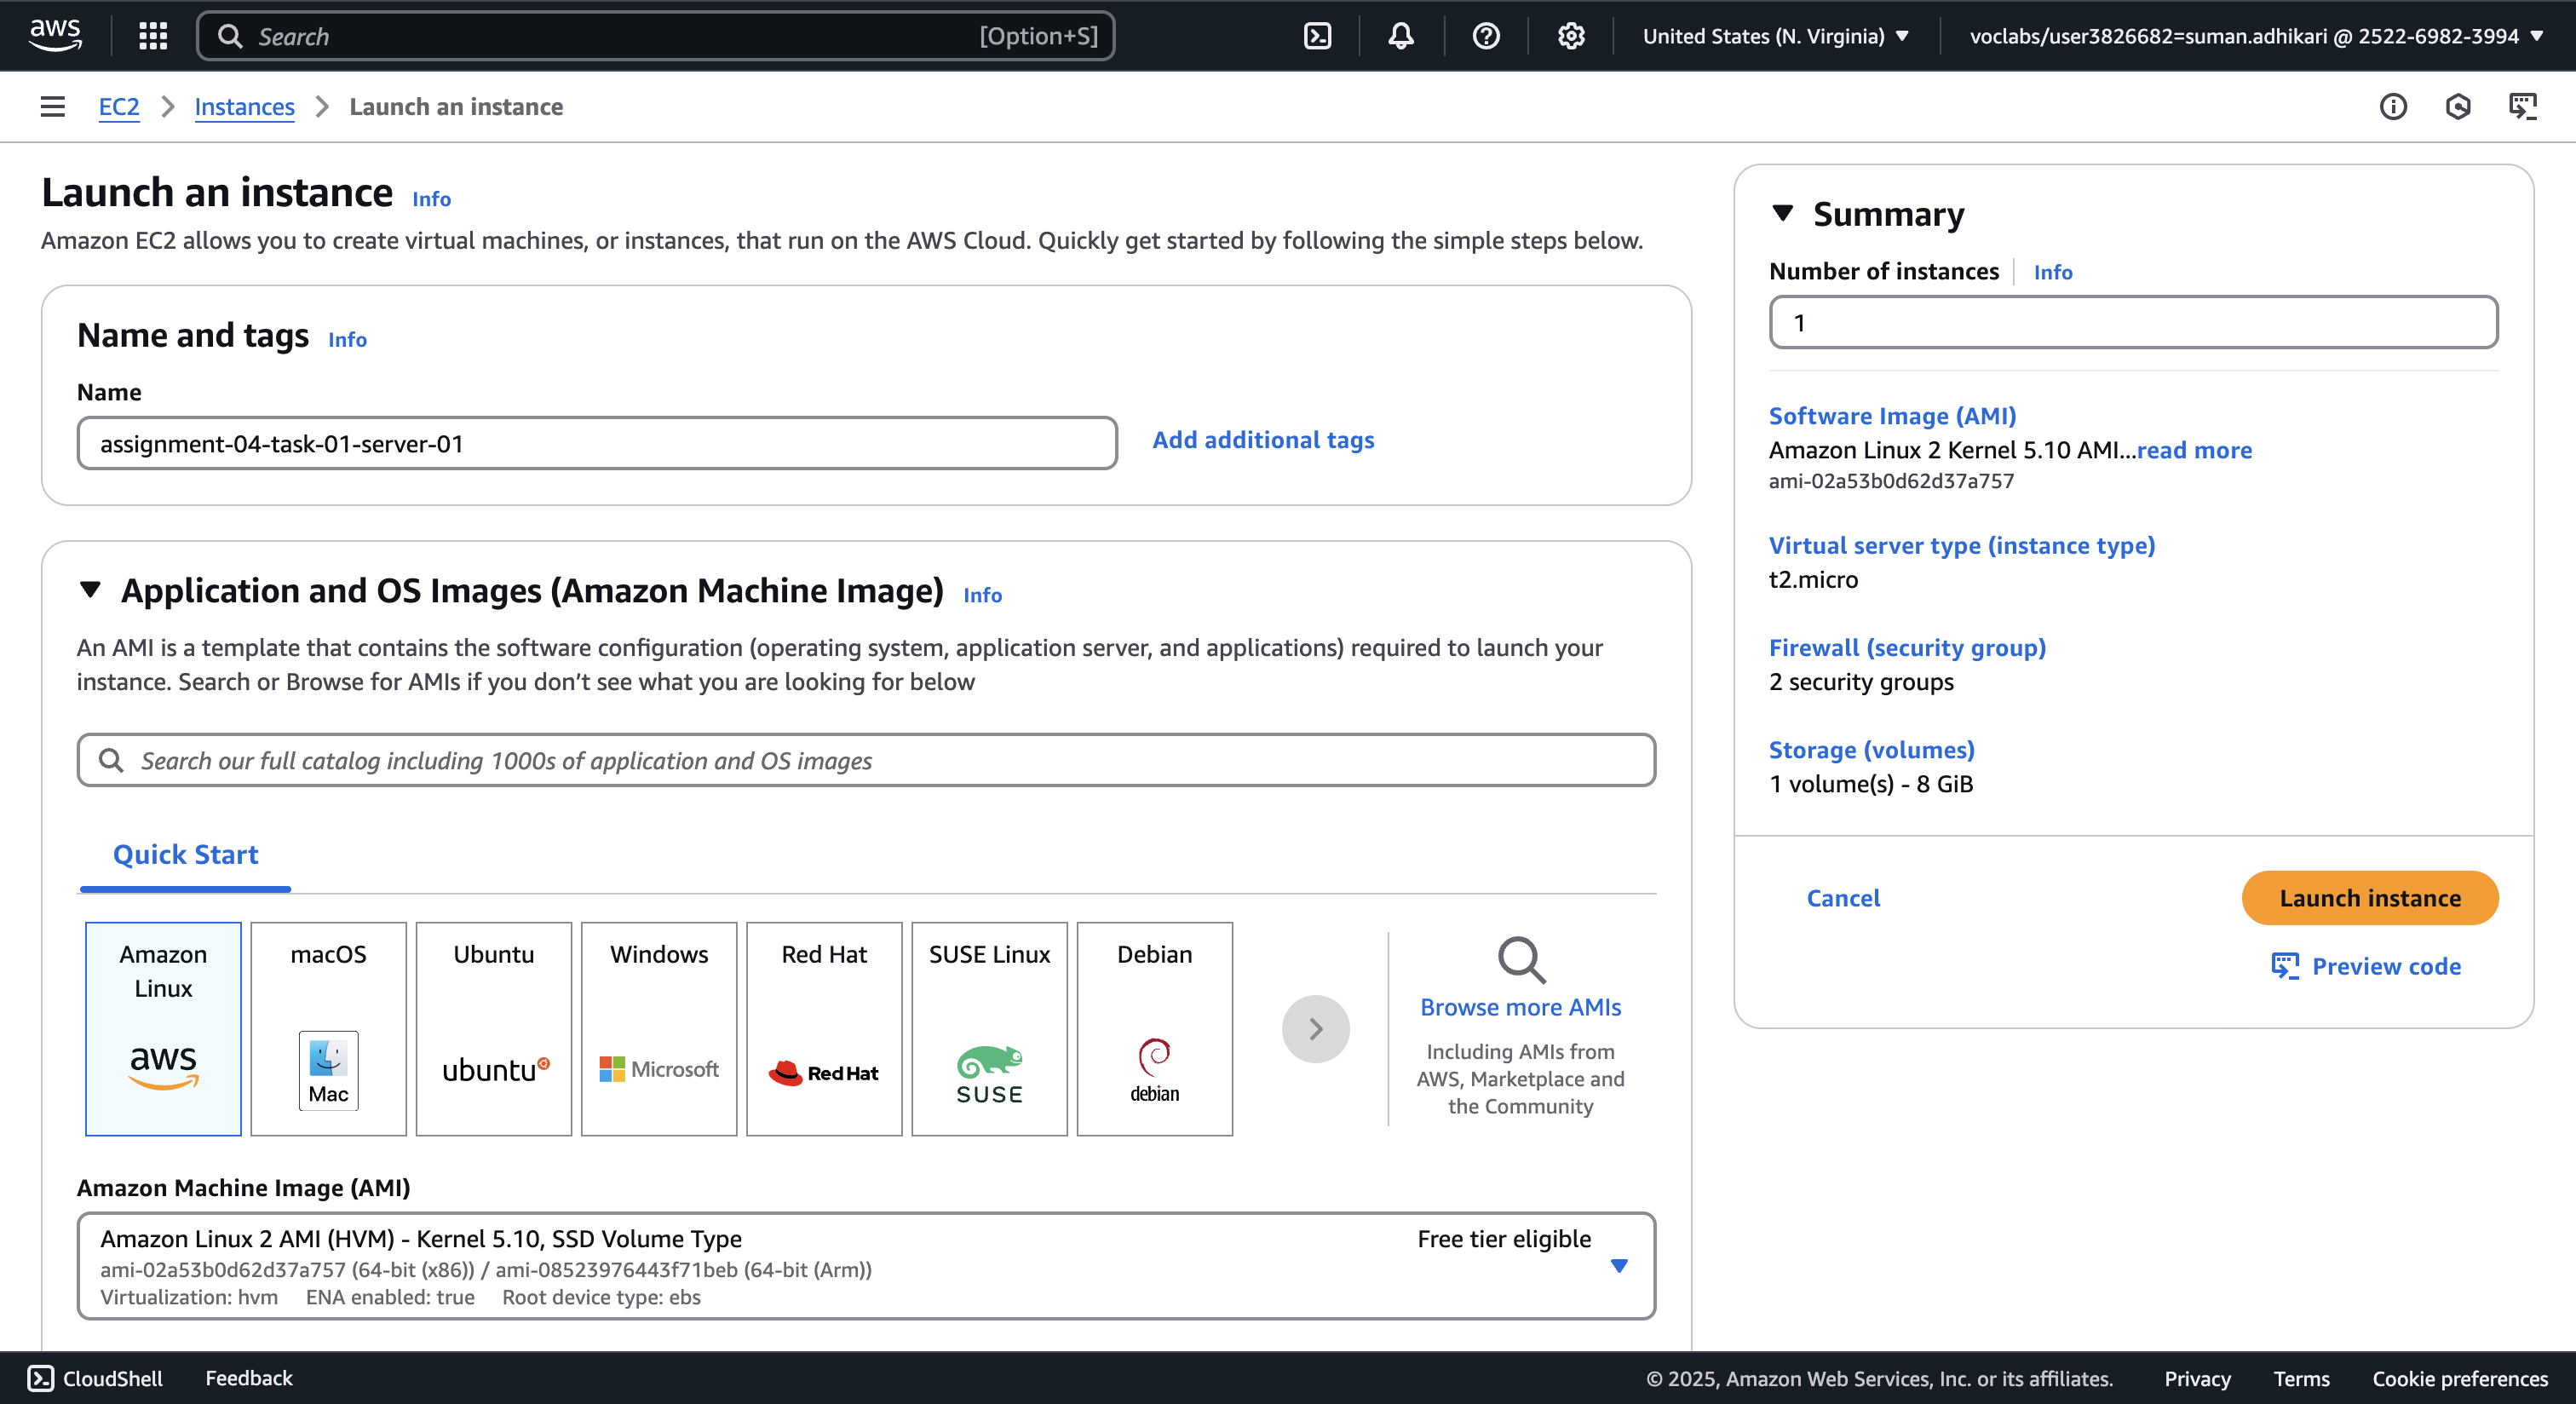 aws
Search
[Option+S]
United States (N. Virginia)
voclabs/user3826682=suman.adhikari @ 2522-6982-3994
EC2
Instances
Launch an instance
Launch an instance Info
Amazon EC2 allows you to create virtual machines, or instances, that run on the AWS Cloud. Quickly get started by following the simple steps below.
Name and tags Info
Name
assignment-04-task-01-server-01
Add additional tags
Application and OS Images (Amazon Machine Image) Info
An AMI is a template that contains the software configuration (operating system, application server, and applications) required to launch your
instance. Search or Browse for AMIs if you don’t see what you are looking for below
Search our full catalog including 1000s of application and OS images
Quick Start
Amazon
Linux
aws
macOS
Mac
Ubuntu
ubuntu
Windows
Microsoft
Red Hat
Red Hat
SUSE Linux
SUSE
Debian
debian
Browse more AMIs
Including AMIs from
AWS, Marketplace and
the Community
Amazon Machine Image (AMI)
Amazon Linux 2 AMI (HVM) - Kernel 5.10, SSD Volume Type
Free tier eligible
ami-02a53b0d62d37a757 (64-bit (x86)) / ami-08523976443f71beb (64-bit (Arm))
Virtualization: hvm ENA enabled: true Root device type: ebs
Summary
Number of instances Info
1
Software Image (AMI)
Amazon Linux 2 Kernel 5.10 AMI...read more
ami-02a53b0d62d37a757
Virtual server type (instance type)
t2.micro
Firewall (security group)
2 security groups
Storage (volumes)
1 volume(s) - 8 GiB
Cancel
Launch instance
Preview code
CloudShell
Feedback
© 2025, Amazon Web Services, Inc. or its affiliates.
Privacy
Terms
Cookie preferences